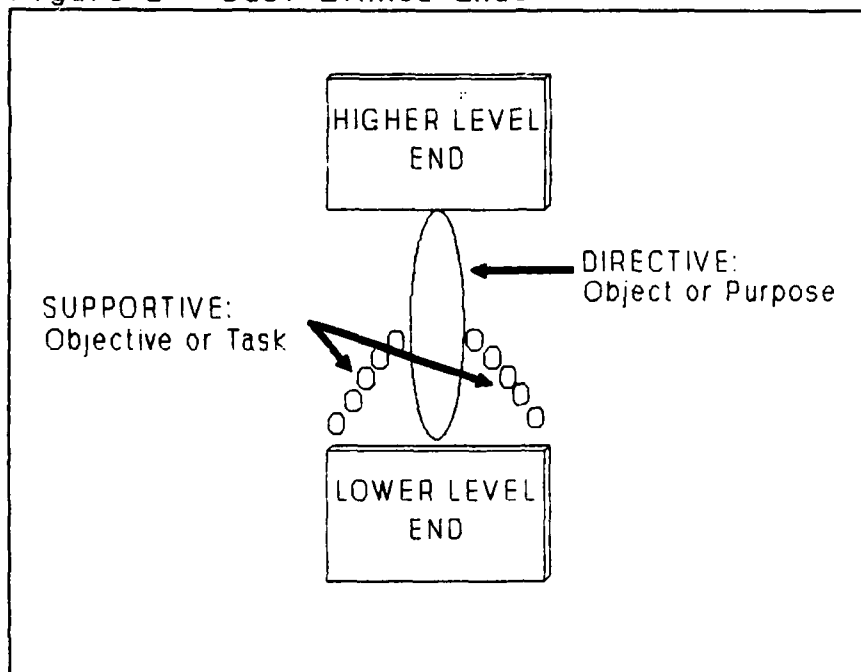 HIGHER LEVEL
END
DIRECTIVE:
Object or Purpose
SUPPORTIVE:
Objective or Task
LOWER LEVEL
END